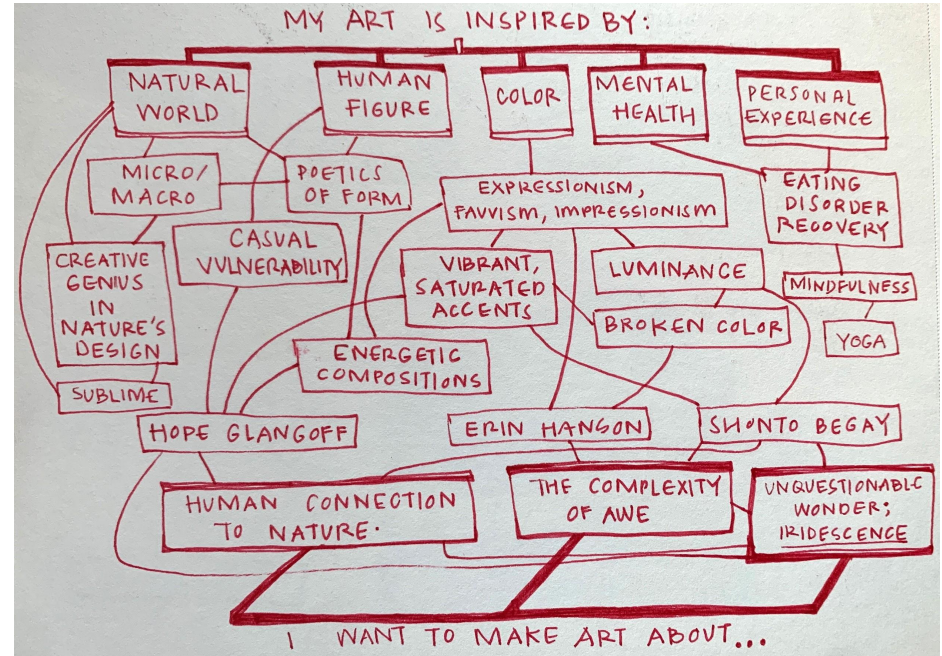 MY ART IS INSPIRED BY:
NATURAL
WORLD
HUMAN
FIGURE
COLOR
MENTAL
HEALTH
PERSONAL
EXPERIENCE
MICRO/
MACRO
POETICS
OF FORM
EXPRESSIONISM,
FAUVISM, IMPRESSIONISM
EATING
DISORDER
RECOVERY
CREATIVE
GENIUS
IN
NATURE'S
DESIGN
CASUAL
VULNERABILITY
VIBRANT,
SATURATED
ACCENTS
LUMINANCE
MINDFULNESS
BROKEN COLOR
YOGA
ENERGETIC
COMPOSITIONS
SUBLIME
HOPE GLANGOFF
ERIN HANSON
SHONTO BEGAY
HUMAN CONNECTION
TO NATURE.
THE COMPLEXITY
OF AWE
UNQUESTIONABLE
WONDER;
IRIDESCENCE
I WANT TO MAKE ART ABOUT...